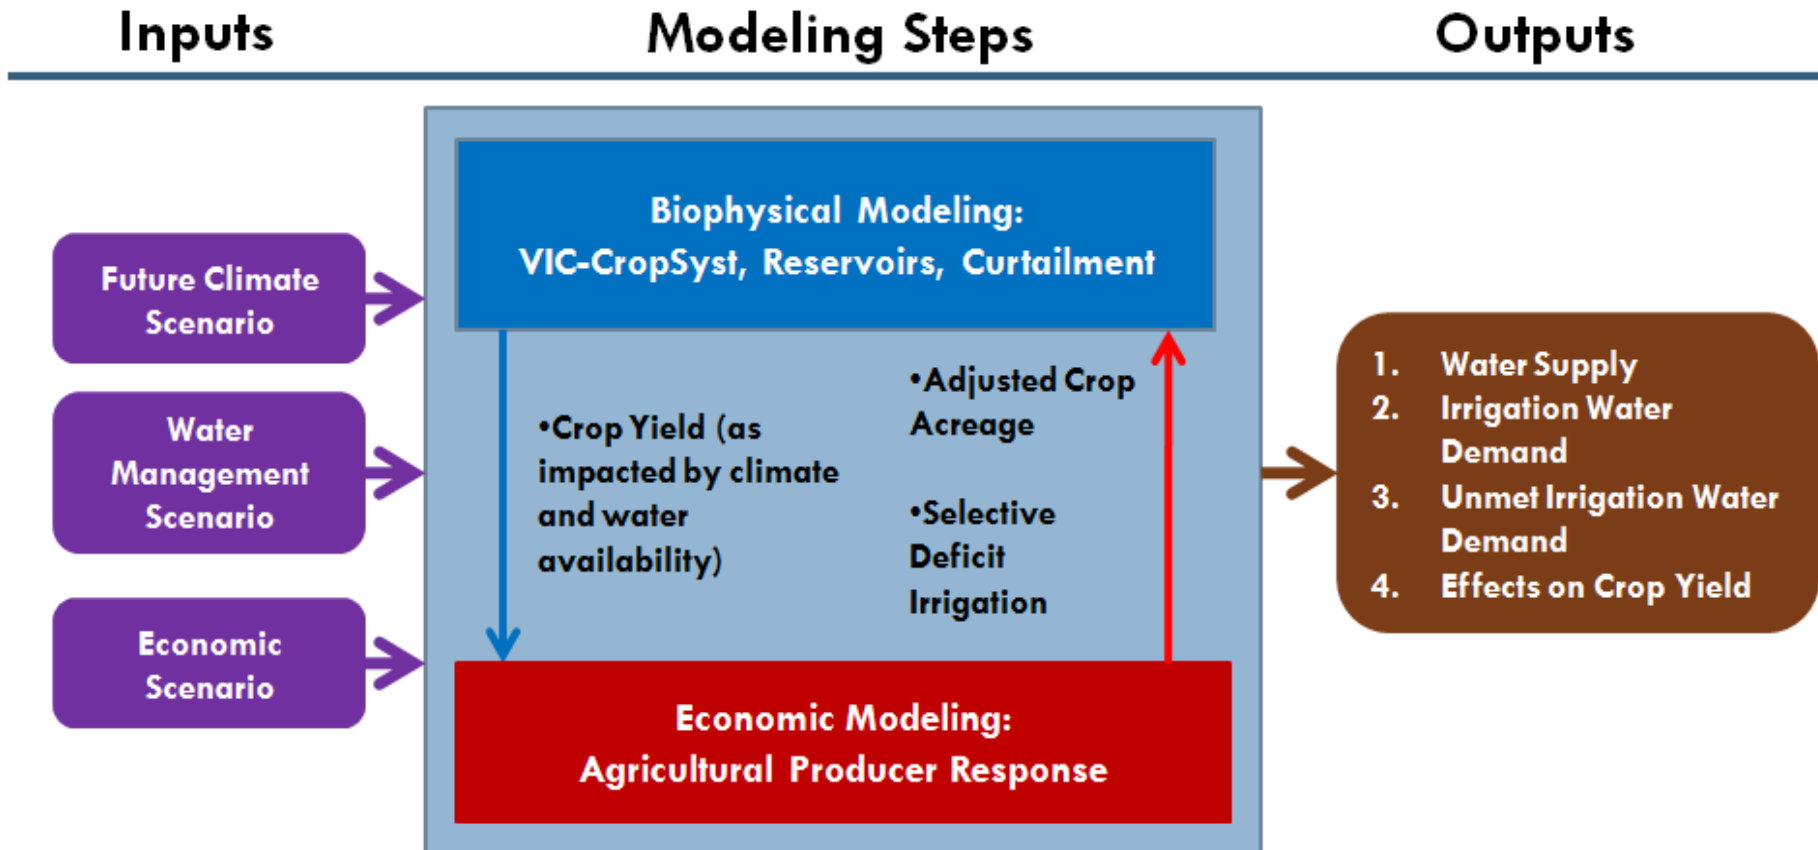 Inputs
Modeling Steps
Outputs
Future Climate
Scenario
Water
Management
Scenario
Economic
Scenario
Biophysical Modeling:
VIC-CropSyst, Reservoirs, Curtailment
•Crop Yield (as
impacted by climate
and water
availability)
•Adjusted Crop
Acreage
•Selective
Deficit
Irrigation
Economic Modeling:
Agricultural Producer Response
1. Water Supply
2. Irrigation Water
Demand
3. Unmet Irrigation Water
Demand
4. Effects on Crop Yield